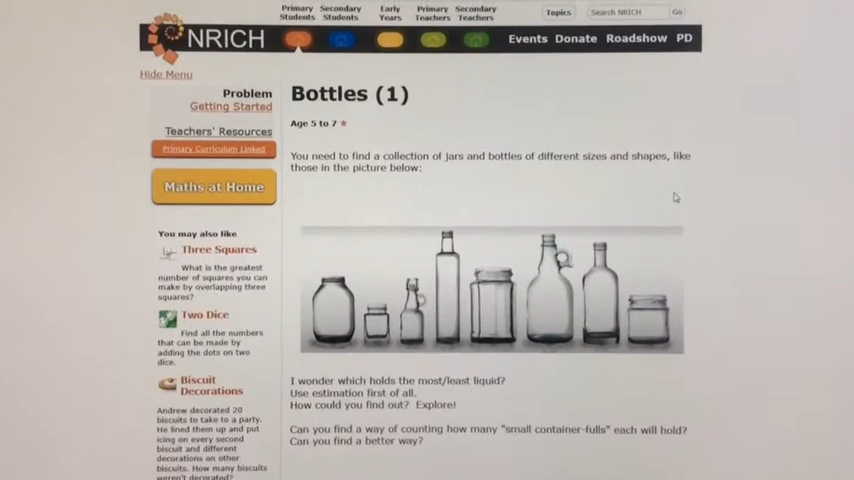 Primary Students
Secondary Students
Early Years
Primary Teachers
Secondary Teachers
Topics
Search NRICH
Go
NRICH
Events Donate Roadshow PD
Hide Menu
Problem
Getting Started
Teachers' Resources
Primary Curriculum Linked
Maths at Home
You may also like
Three Squares
What is the greatest
number of squares you can
make by overlapping three
squares?
Two Dice
Find all the numbers
that can be made by
adding the dots on two
dice.
Biscuit
Decorations
Andrew decorated 20
biscuits to take to a party.
He lined them up and put
icing on every second
biscuit and different
decorations on other
biscuits. How many biscuits
weren't decorated?
Bottles (1)
Age 5 to 7
You need to find a collection of jars and bottles of different sizes and shapes, like
those in the picture below:
I wonder which holds the most/least liquid?
Use estimation first of all.
How could you find out? Explore!
Can you find a way of counting how many "small container-fulls" each will hold?
Can you find a better way?